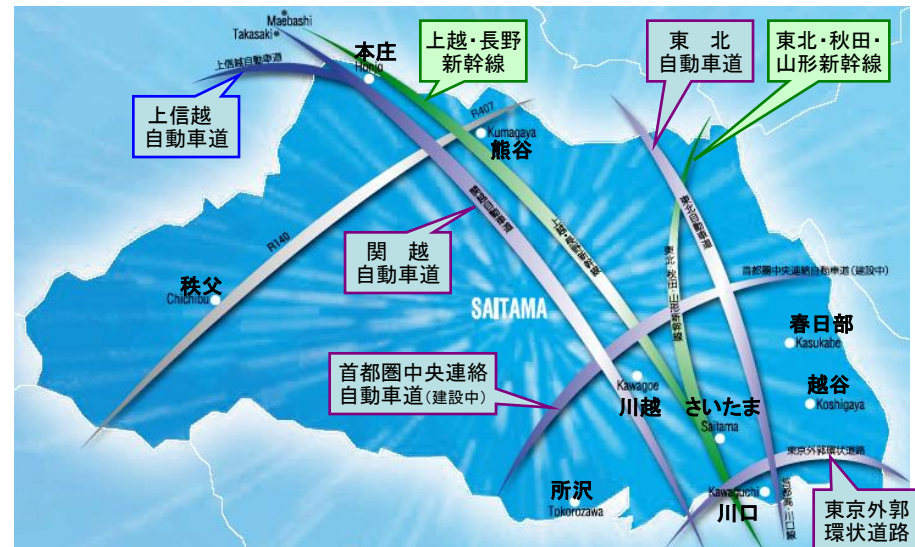 Maebashi
Takasaki
本庄
Honjo
上越・長野
新幹線
東 北
自動車道
東北・秋田・
山形新幹線
上信越自動車道
上信越
自動車道
R407
Kumagaya
熊谷
関越自動車道
上越・長野新幹線
東北自動車道
東北・秋田・山形新幹線
関 越
自動車道
R140
秩父
Chichibu
SAITAMA
首都圏中央連絡自動車道(建設中)
春日部
Kasukabe
首都圏中央連絡
自動車道(建設中)
Kawagoe
川越
さいたま
Saitama
越谷
Koshigaya
東京外郭環状道路
所沢
Tokorozawa
Kawaguchi
川口
東京外郭
環状道路